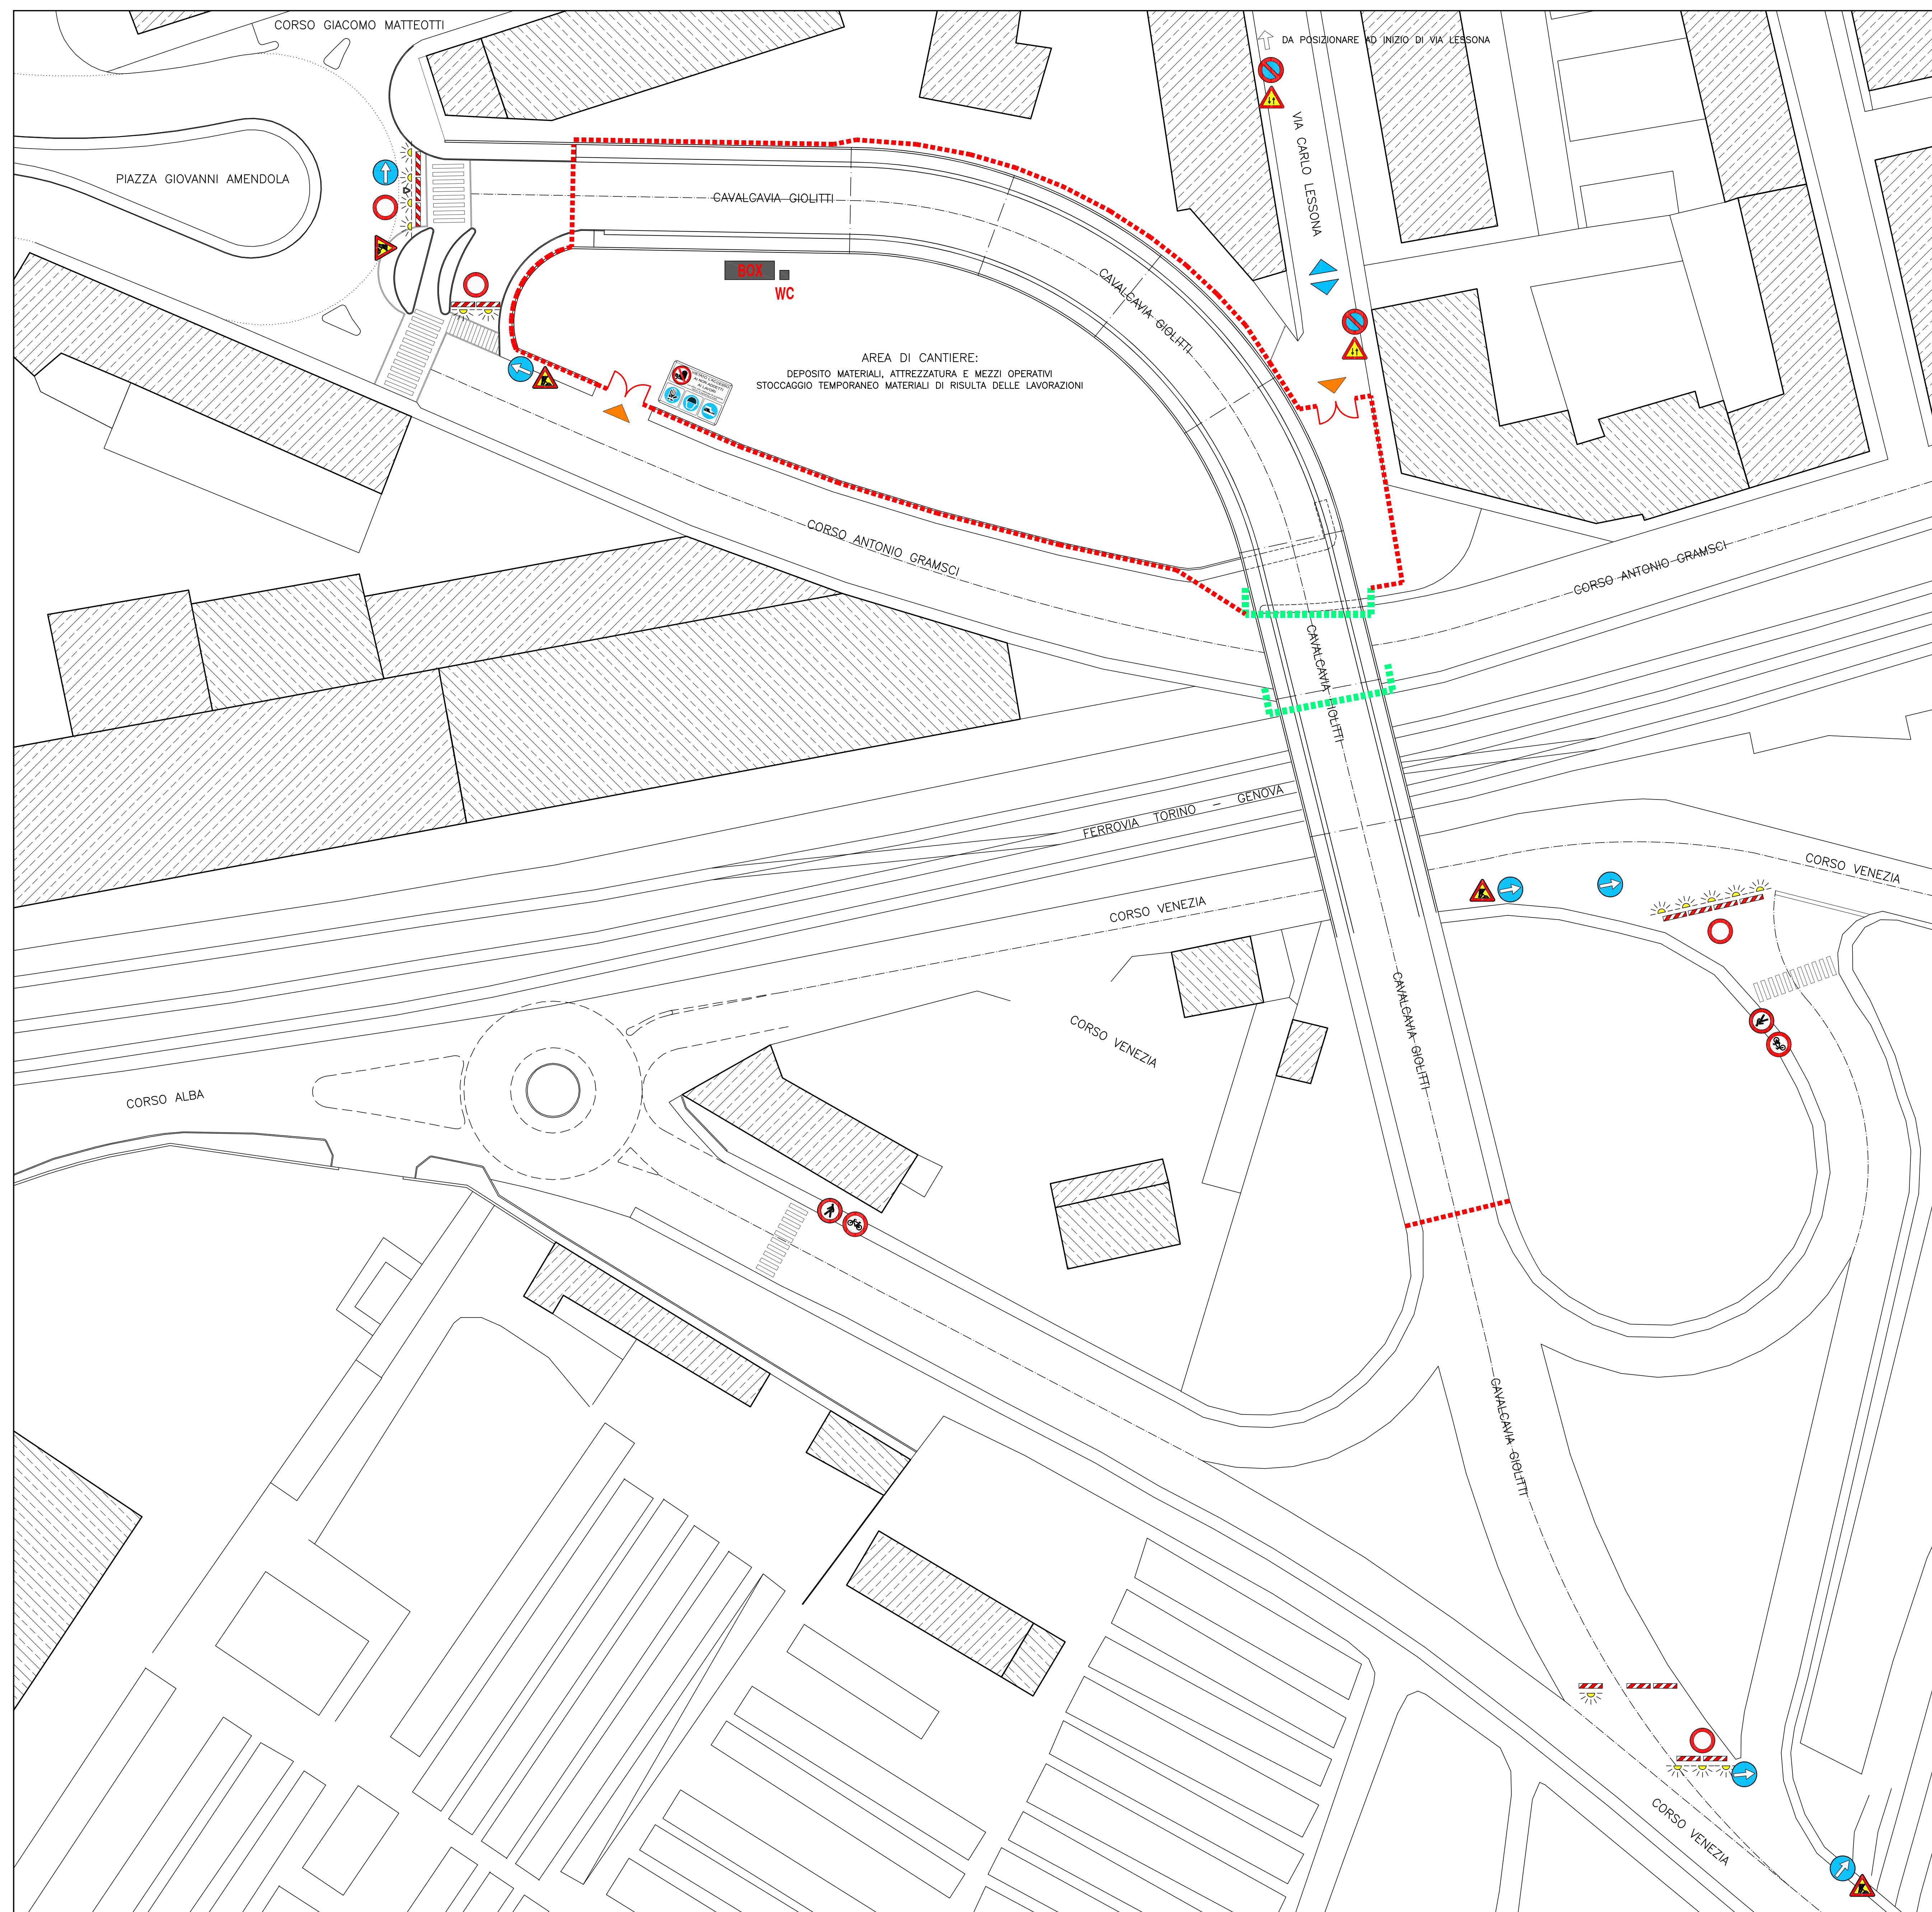 CORSO GIACOMO MATTEOTTI
DA POSIZIONARE AD INIZIO DI VIA LESSONA
VIA CARLO LESSONA
PIAZZA GIOVANNI AMENDOLA
CAVALCAVIA GIOLITTI
BOX
WC
CAVALCAVIA GIOLITTI
AREA DI CANTIERE:
DEPOSITO MATERIALI, ATTREZZATURA E MEZZI OPERATIVI
STOCCAGGIO TEMPORANEO MATERIALI DI RISULTA DELLE LAVORAZIONI
CORSO ANTONIO GRAMSCI
CORSO ANTONIO GRAMSCI
CAVALCAVIA GIOLITTI
FERROVIA TORINO - GENOVA
CORSO VENEZIA
CORSO VENEZIA
CORSO VENEZIA
CAVALCAVIA GIOLITTI
CORSO ALBA
CAVALCAVIA GIOLITTI
CORSO VENEZIA